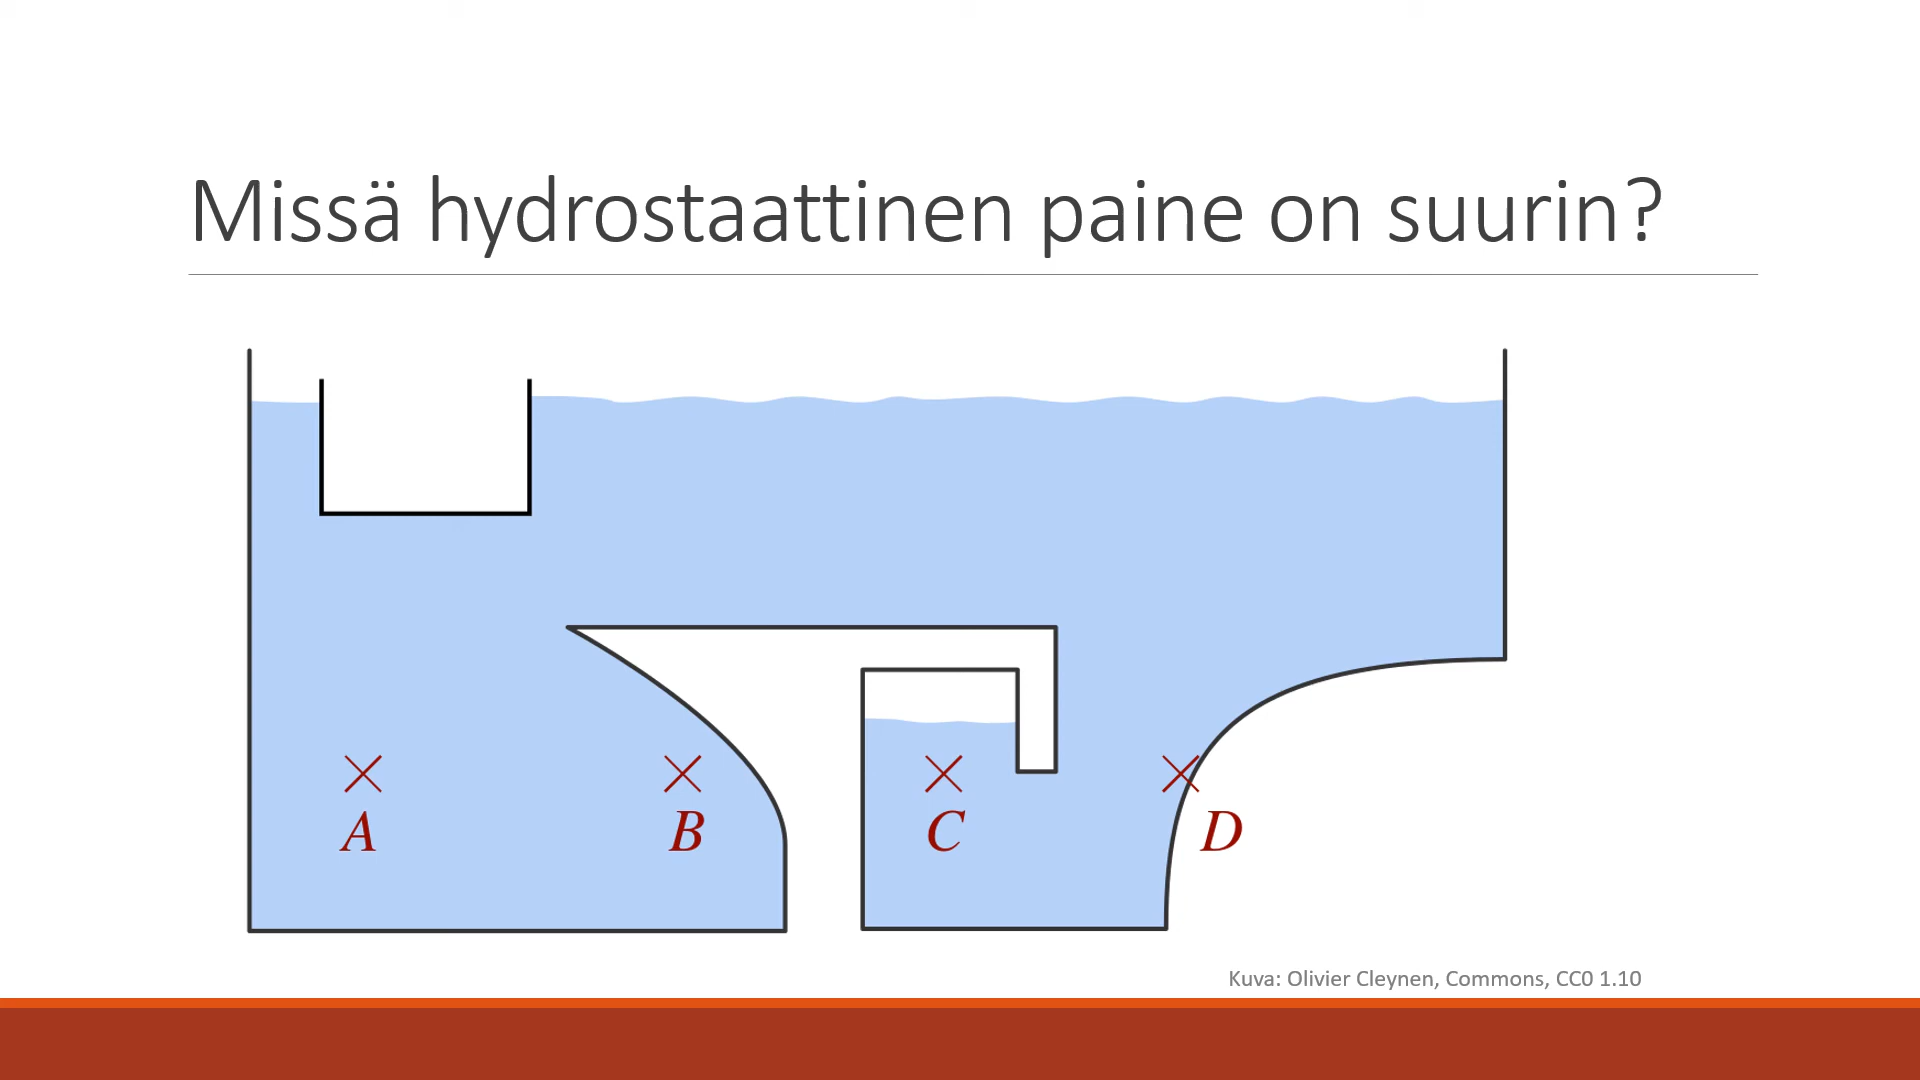 Missä hydrostaattinen paine on suurin?
A
B
C
D
Kuva: Olivier Cleynen, Commons, CC0 1.10